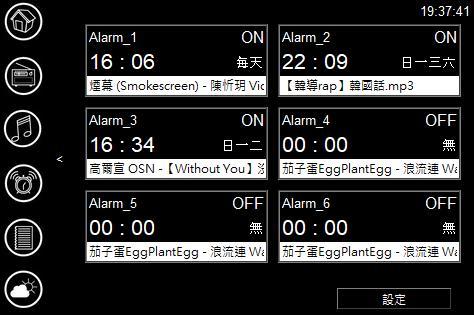 19:37:41
Alarm_1 ON
16 : 06 每天
煙幕 (Smokescreen) - 陳忻玥 Vic
Alarm_2 ON
22 : 09 日一三六
【韓導rap】韓國話.mp3
Alarm_3 ON
16 : 34 日一二
高爾宣 OSN -【Without You】沒
Alarm_4 OFF
00 : 00 無
茄子蛋EggPlantEgg - 浪流連 Wa
Alarm_5 OFF
00 : 00 無
茄子蛋EggPlantEgg - 浪流連 Wa
Alarm_6 OFF
00 : 00 無
茄子蛋EggPlantEgg - 浪流連 Wa
<
設定